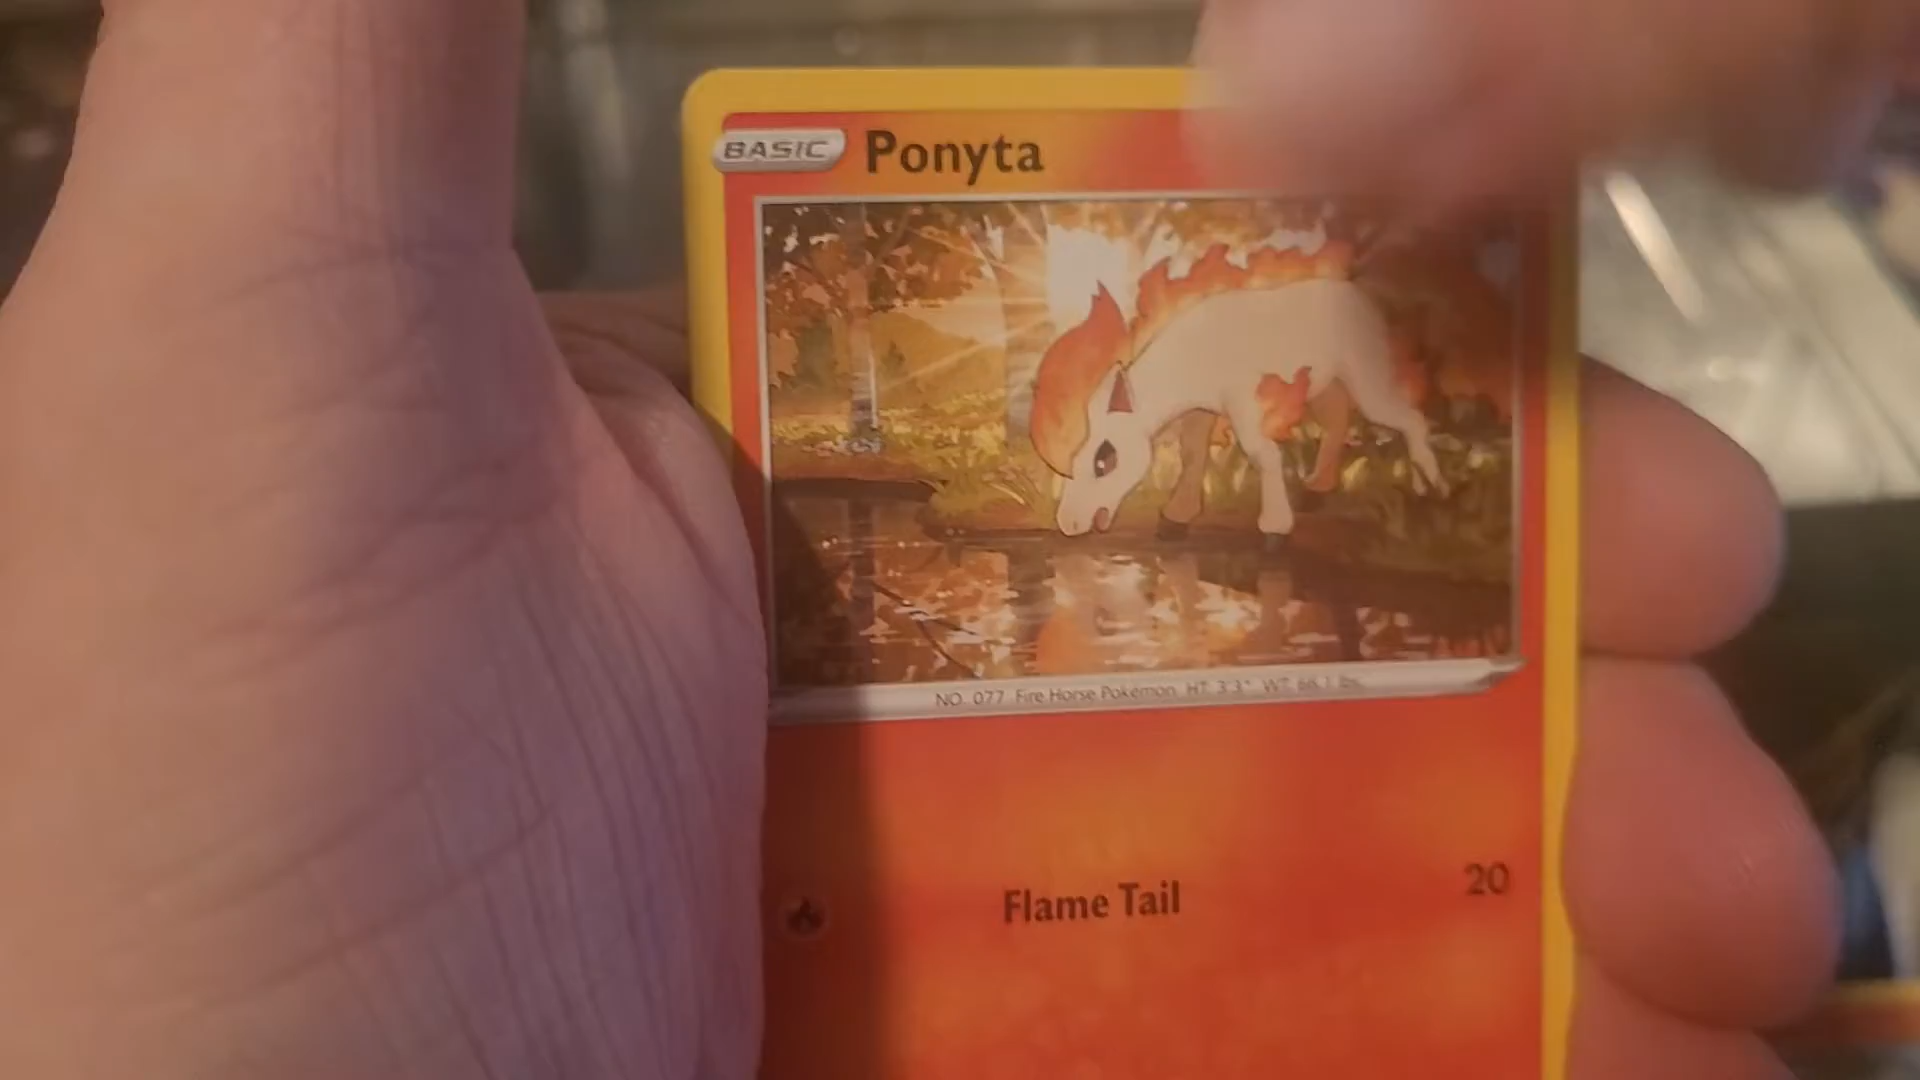 BASIC Ponyta
NO. 077 Fire Horse Pokémon HT: 3'3" WT: 66.1 lbs.
Flame Tail 20